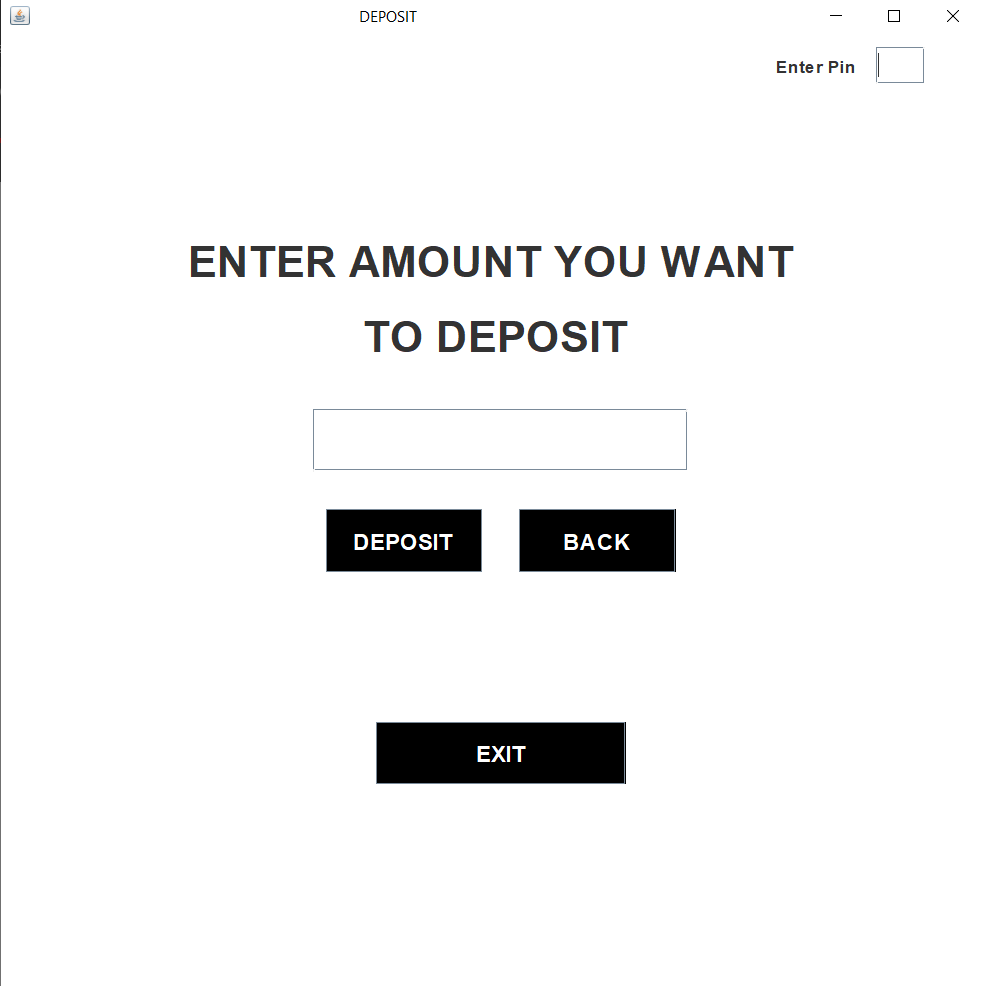 DEPOSIT
Enter Pin
ENTER AMOUNT YOU WANT
TO DEPOSIT
DEPOSIT BACK
EXIT